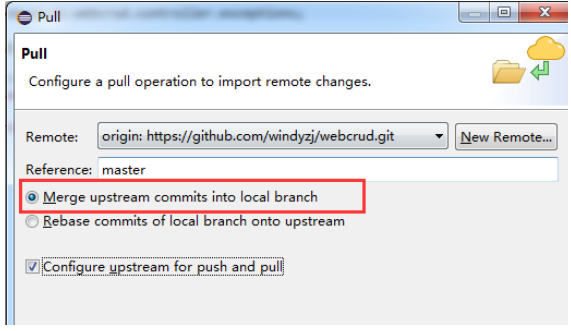 Pull
Pull
Configure a pull operation to import remote changes.
Remote: origin: https://github.com/windyzj/webcrud.git New Remote...
Reference: master
Merge upstream commits into local branch
Rebase commits of local branch onto upstream
Configure upstream for push and pull